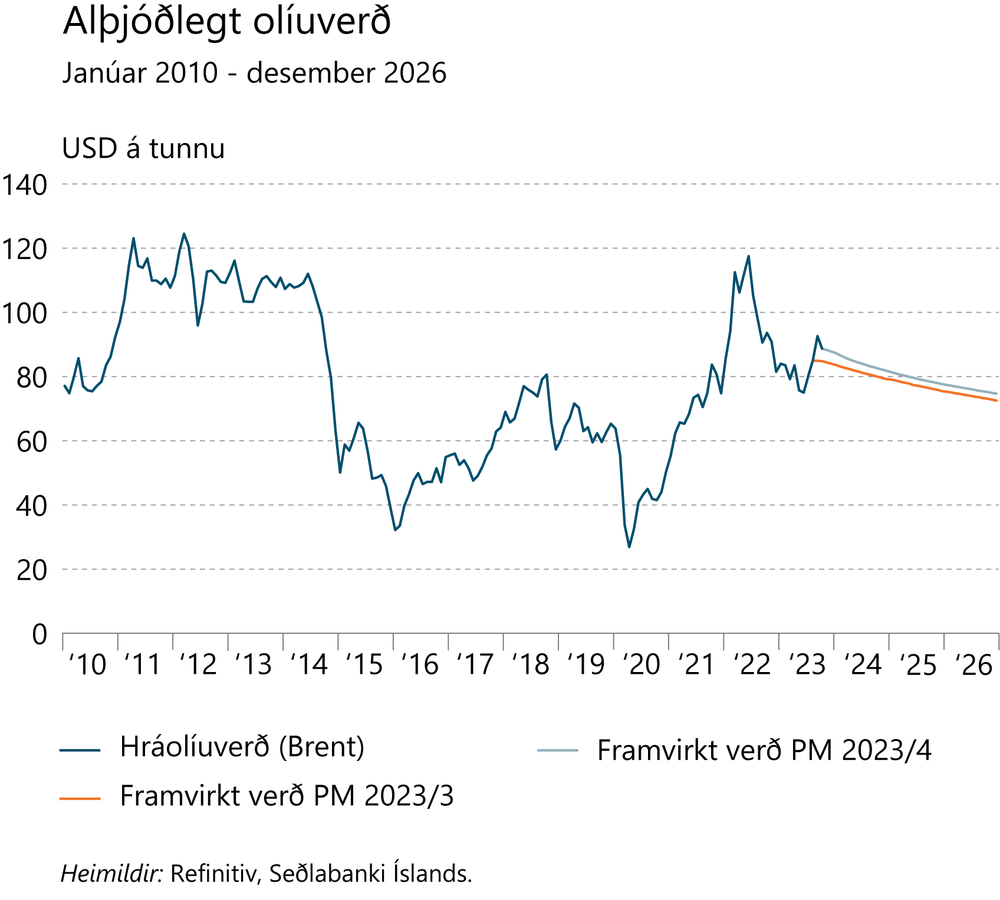 Alþjóðlegt olíuverð
Janúar 2010 - desember 2026
USD á tunnu
140
120
100
80
60
40
20
0
‘10 ‘11 ‘12 ‘13 ‘14 ‘15 ‘16 ‘17 ‘18 ‘19 ‘20 ‘21 ‘22 ‘23 ‘24 ‘25 ‘26
Hráolíuverð (Brent)
Framvirkt verð PM 2023/4
Framvirkt verð PM 2023/3
Heimildir: Refinitiv, Seðlabanki Íslands.